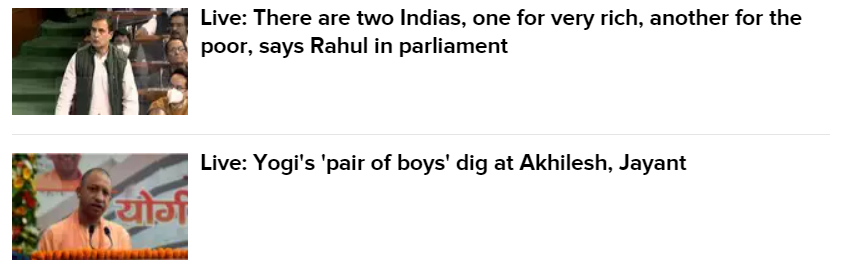 Live: There are two Indias, one for very rich, another for the
poor, says Rahul in parliament
Live: Yogi's 'pair of boys' dig at Akhilesh, Jayant
योगी